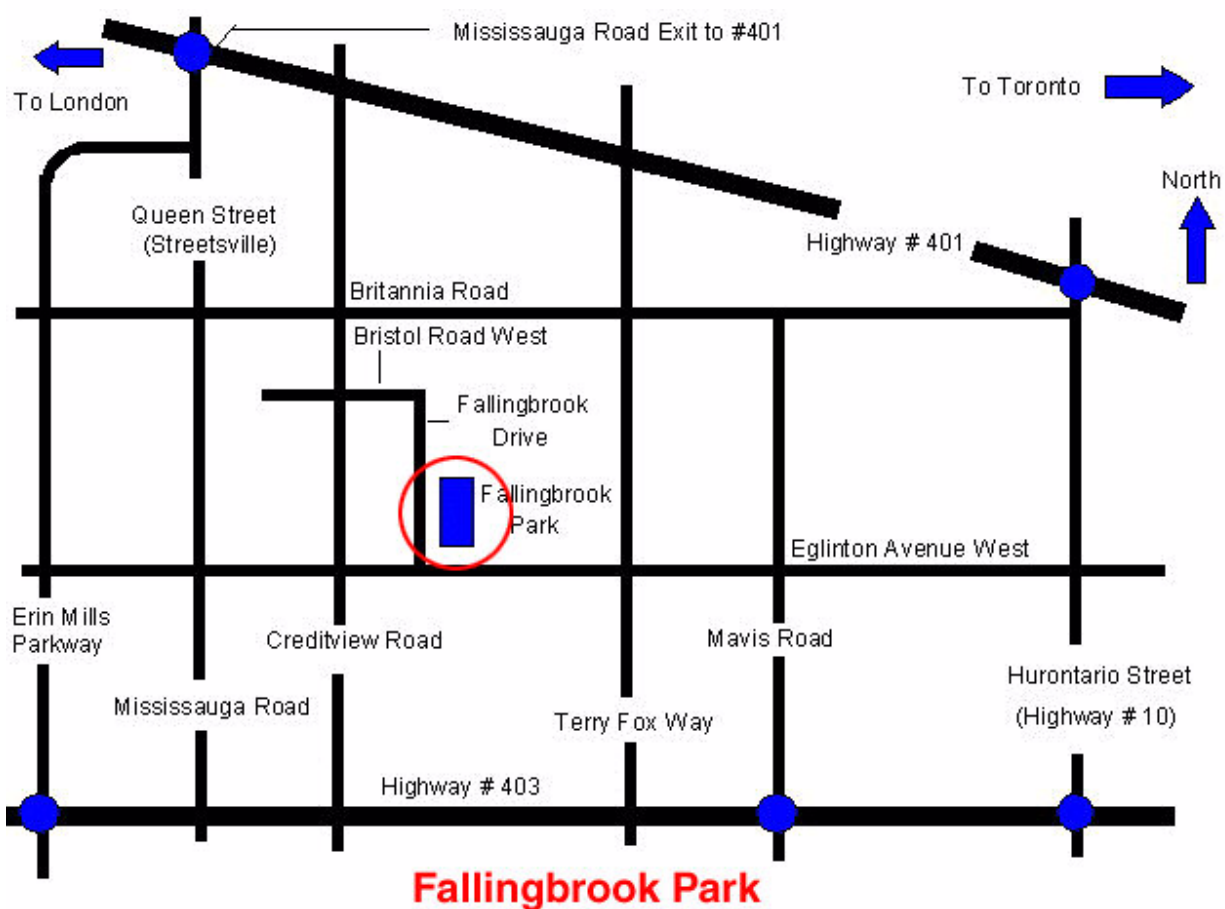 Mississauga Road Exit to #401
To London
To Toronto
North
Queen Street
(Streetsville)
Highway # 401
Britannia Road
Bristol Road West
Fallingbrook
Drive
Fallingbrook
Park
Eglinton Avenue West
Erin Mills
Parkway
Creditview Road
Mavis Road
Hurontario Street
(Highway # 10)
Mississauga Road
Terry Fox Way
Highway # 403
Fallingbrook Park